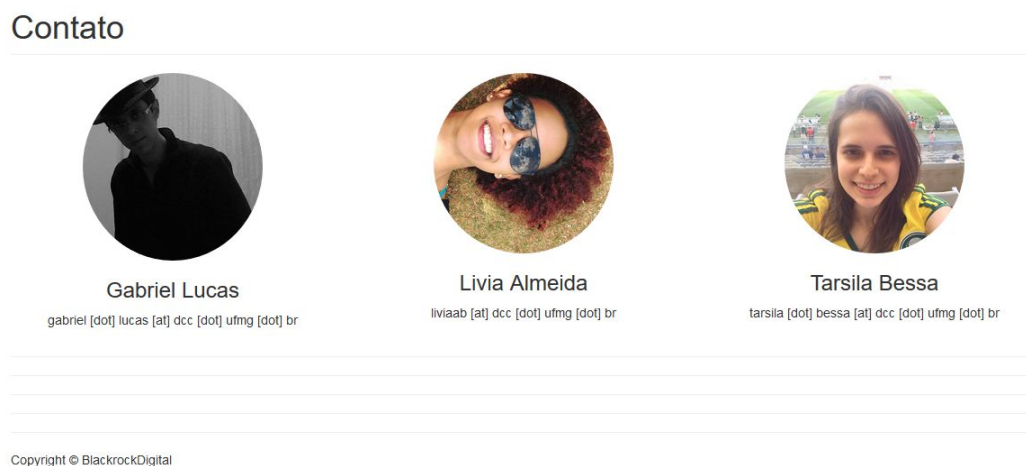 Contato
Gabriel Lucas
gabriel [dot] lucas [at] dcc [dot] ufmg [dot] br
Livia Almeida
liviaab [at] dcc [dot] ufmg [dot] br
Tarsila Bessa
tarsila [dot] bessa [at] dcc [dot] ufmg [dot] br
Copyright © BlackrockDigital